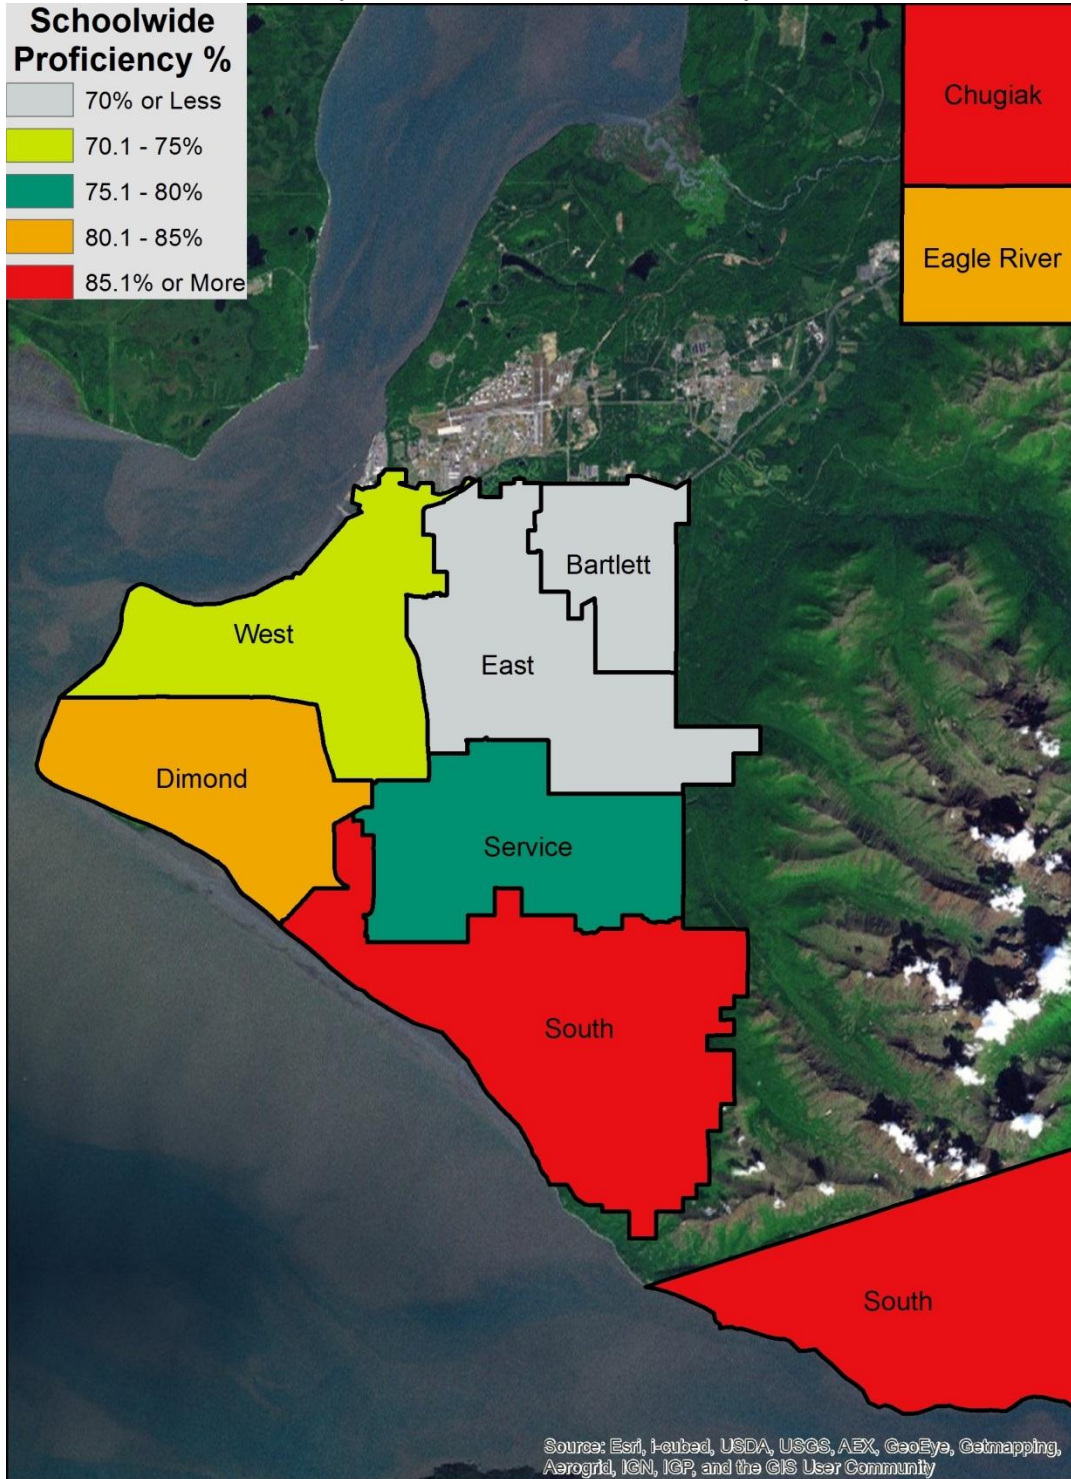 Schoolwide
Proficiency %
70% or Less
70.1 - 75%
75.1 - 80%
80.1 - 85%
85.1% or More
Chugiak
Eagle River
Bartlett
West
East
Dimond
Service
South
South
Source: Esri, i-cubed, USDA, USGS, AEX, GeoEye, Getmapping,
Aerogrid, IGN, IGP, and the GIS User Community